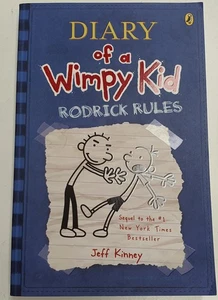 DIARY
of a
Wimpy Kid
RODRICK RULES
Sequel to the #1
New York Times
Bestseller
Jeff Kinney